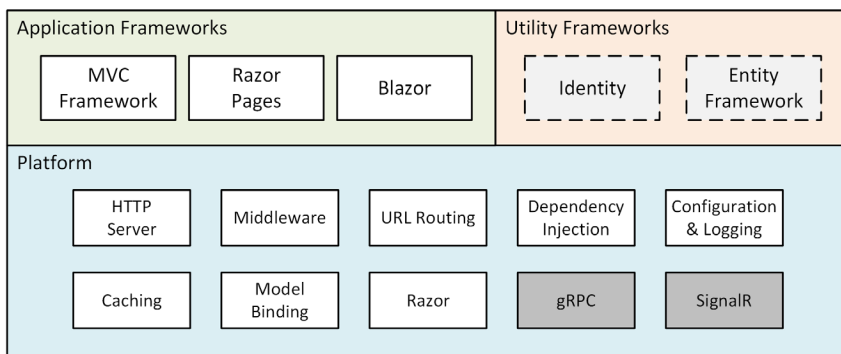 Application Frameworks
Utility Frameworks
MVC
Framework
Razor
Pages
Blazor
Identity
Entity
Framework
Platform
HTTP
Server
Middleware
URL Routing
Dependency
Injection
Configuration
& Logging
Caching
Model
Binding
Razor
gRPC
SignalR